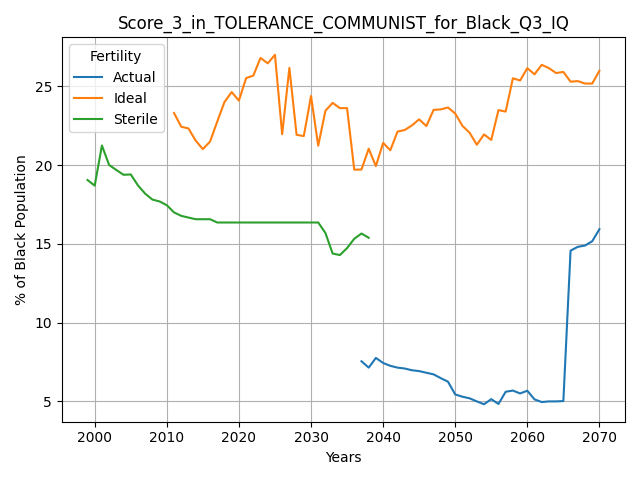 Score_3_in_TOLERANCE_COMMUNIST_for_Black_Q3_IQ
Fertility
Actual
Ideal
Sterile
% of Black Population
25
20
15
10
5
2000 2010 2020 2030 2040 2050 2060 2070
Years